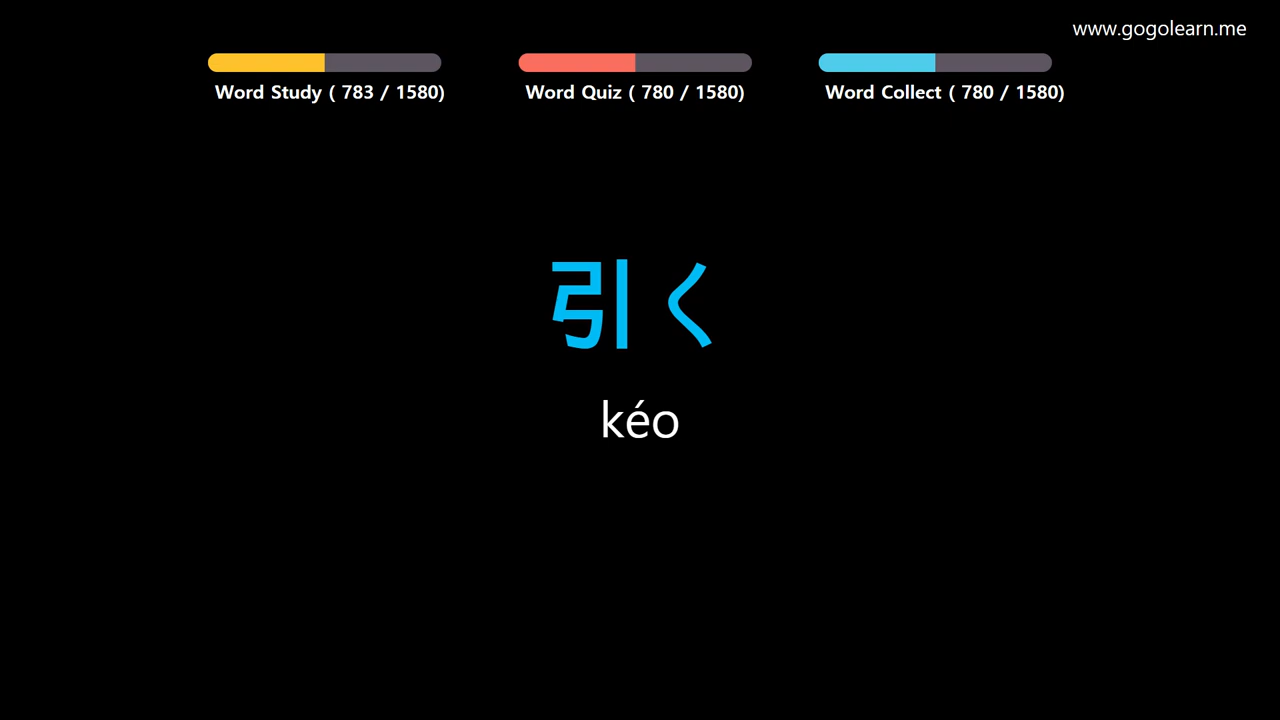 www.gogolearn.me
Word Study ( 783 / 1580)
Word Quiz ( 780 / 1580)
Word Collect ( 780 / 1580)
引く
kéo